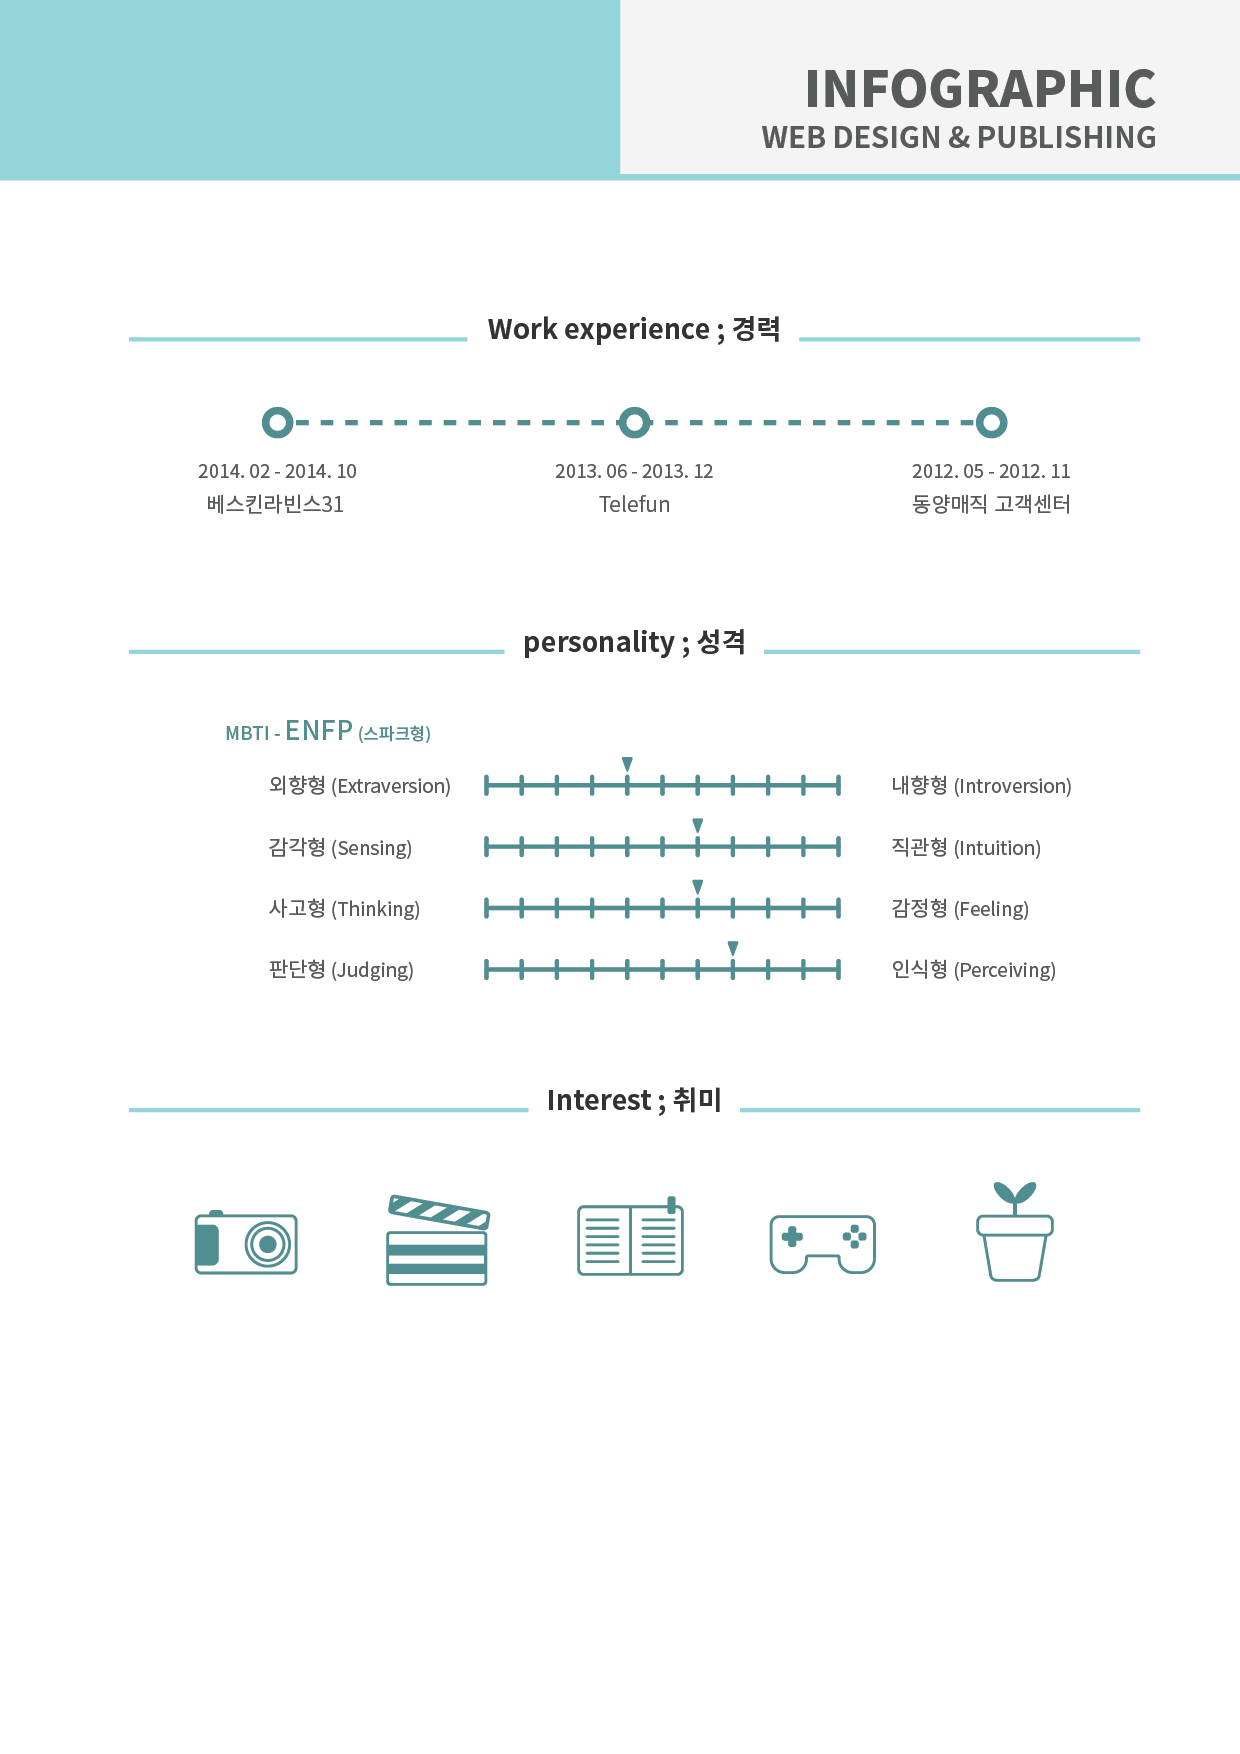 INFOGRAPHIC
WEB DESIGN & PUBLISHING
Work experience ; 경력
2014. 02 - 2014. 10
베스킨라빈스31
2013. 06 - 2013. 12
Telefun
2012. 05 - 2012. 11
동양매직 고객센터
personality ; 성격
MBTI - ENFP (스파크형)
외향형 (Extraversion)
내향형 (Introversion)
감각형 (Sensing)
직관형 (Intuition)
사고형 (Thinking)
감정형 (Feeling)
판단형 (Judging)
인식형 (Perceiving)
Interest ; 취미